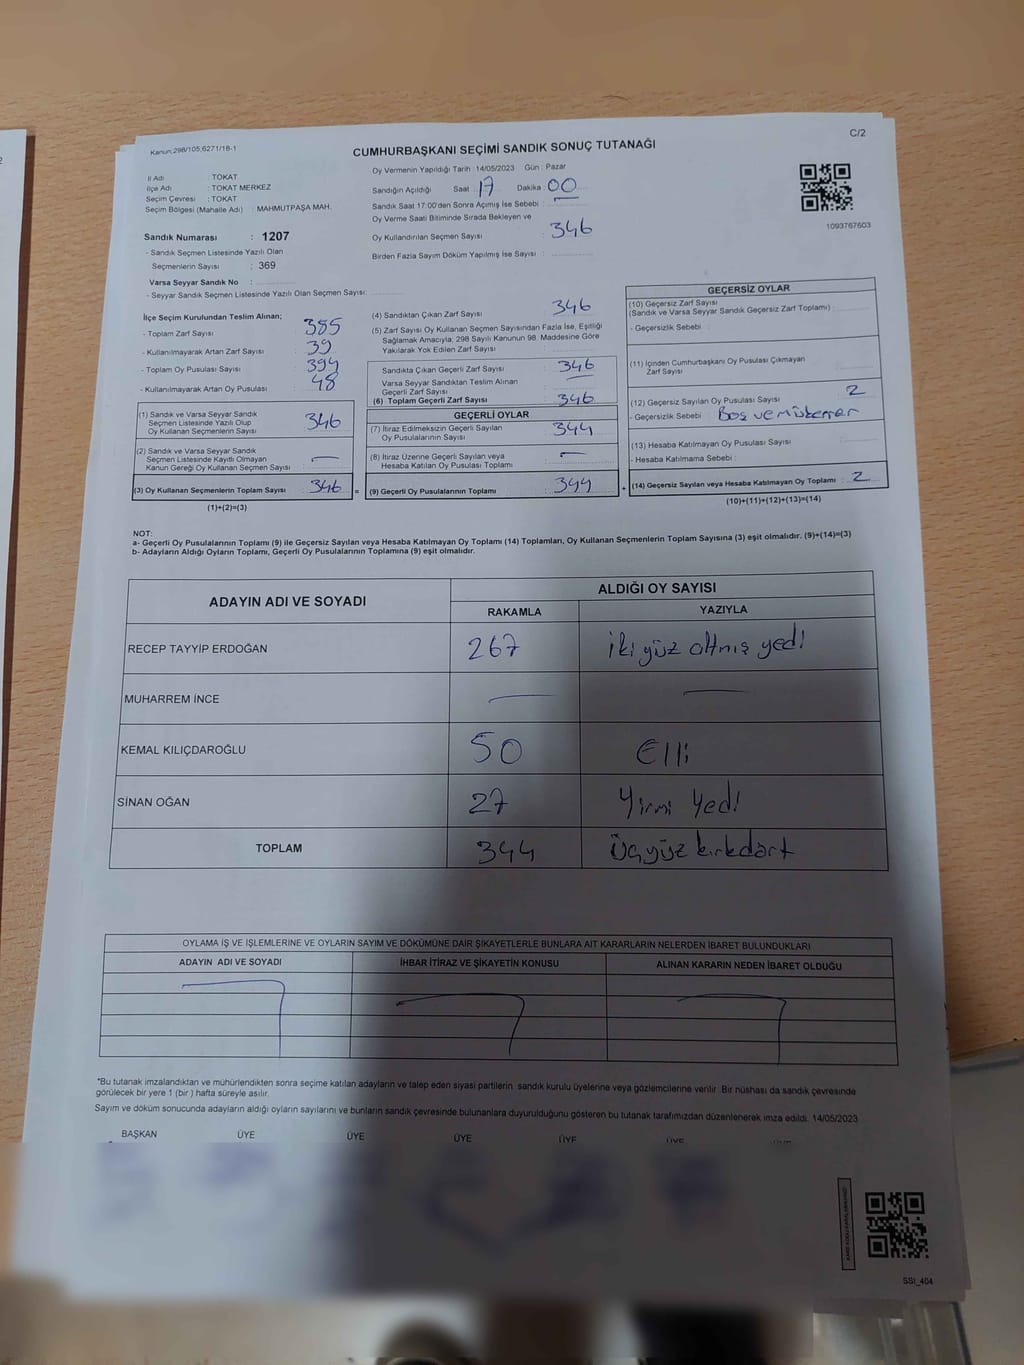 Kanun:298/105,6271/18-1
C/2
CUMHURBAŞKANI SEÇİMİ SANDIK SONUÇ TUTANAĞI
İl Adı : TOKAT
İlçe Adı : TOKAT MERKEZ
Seçim Çevresi : TOKAT
Seçim Bölgesi (Mahalle Adı) : MAHMUTPAŞA MAH.
Oy Vermenin Yapıldığı Tarih :14/05/2023 Gün : Pazar
Sandığın Açıldığı Saat : 17 Dakika : 00
Sandık Saat 17:00'den Sonra Açılmış İse Sebebi :
Oy Verme Saati Bitiminde Sırada Bekleyen ve
Oy Kullandırılan Seçmen Sayısı : 346
Birden Fazla Sayım Döküm Yapılmış İse Sayısı :
1093767603
Sandık Numarası : 1207
- Sandık Seçmen Listesinde Yazılı Olan
Seçmenlerin Sayısı : 369
Varsa Seyyar Sandık No :
- Seyyar Sandık Seçmen Listesinde Yazılı Olan Seçmen Sayısı:
İlçe Seçim Kurulundan Teslim Alınan;
- Toplam Zarf Sayısı : 385
- Kullanılmayarak Artan Zarf Sayısı : 39
- Toplam Oy Pusulası Sayısı : 394
- Kullanılmayarak Artan Oy Pusulası : 48
(1) Sandık ve Varsa Seyyar Sandık
Seçmen Listesinde Yazılı Olup
Oy Kullanan Seçmenlerin Sayısı : 346
(2) Sandık ve Varsa Seyyar Sandık
Seçmen Listesinde Kayıtlı Olmayan
Kanun Gereği Oy Kullanan Seçmen Sayısı : —
(3) Oy Kullanan Seçmenlerin Toplam Sayısı : 346
(1)+(2)=(3)
(4) Sandıktan Çıkan Zarf Sayısı : 346
(5) Zarf Sayısı Oy Kullanan Seçmen Sayısından Fazla İse, Eşitliği
Sağlamak Amacıyla; 298 Sayılı Kanunun 98. Maddesine Göre
Yakılarak Yok Edilen Zarf Sayısı :
Sandıkta Çıkan Geçerli Zarf Sayısı : 346
Varsa Seyyar Sandıktan Teslim Alınan
Geçerli Zarf Sayısı : —
(6) Toplam Geçerli Zarf Sayısı : 346
GEÇERLİ OYLAR
(7) İtiraz Edilmeksizin Geçerli Sayılan
Oy Pusulalarının Sayısı : 344
(8) İtiraz Üzerine Geçerli Sayılan veya
Hesaba Katılan Oy Pusulası Toplamı : —
= (9) Geçerli Oy Pusulalarının Toplamı : 344
GEÇERSİZ OYLAR
(10) Geçersiz Zarf Sayısı
(Sandık ve Varsa Seyyar Sandık Geçersiz Zarf Toplamı) :
- Geçersizlik Sebebi :
(11) İçinden Cumhurbaşkanı Oy Pusulası Çıkmayan
Zarf Sayısı :
(12) Geçersiz Sayılan Oy Pusulası Sayısı : 2
- Geçersizlik Sebebi : Boş ve mükerrer
(13) Hesaba Katılmayan Oy Pusulası Sayısı :
- Hesaba Katılmama Sebebi :
+ (14) Geçersiz Sayılan veya Hesaba Katılmayan Oy Toplamı : 2
(10)+(11)+(12)+(13)=(14)
NOT:
a- Geçerli Oy Pusulalarının Toplamı (9) ile Geçersiz Sayılan veya Hesaba Katılmayan Oy Toplamı (14) Toplamları, Oy Kullanan Seçmenlerin Toplam Sayısına (3) eşit olmalıdır. (9)+(14)=(3)
b- Adayların Aldığı Oyların Toplamı, Geçerli Oy Pusulalarının Toplamına (9) eşit olmalıdır.
ADAYIN ADI VE SOYADI
ALDIĞI OY SAYISI
RAKAMLA YAZIYLA
RECEP TAYYİP ERDOĞAN 267 iki yüz altmış yedi
MUHARREM İNCE — —
KEMAL KILIÇDAROĞLU 50 Elli
SİNAN OĞAN 27 Yirmi Yedi
TOPLAM 344 Üçyüz kırkdört
OYLAMA İŞ VE İŞLEMLERİNE VE OYLARIN SAYIM VE DÖKÜMÜNE DAİR ŞİKAYETLERLE BUNLARA AİT KARARLARIN NELERDEN İBARET BULUNDUKLARI
ADAYIN ADI VE SOYADI İHBAR İTİRAZ VE ŞİKAYETİN KONUSU ALINAN KARARIN NEDEN İBARET OLDUĞU
*Bu tutanak imzalandıktan ve mühürlendikten sonra seçime katılan adayların ve talep eden siyasi partilerin sandık kurulu üyelerine veya gözlemcilerine verilir. Bir nüshası da sandık çevresinde
görülecek bir yere 1 (bir ) hafta süreyle asılır.
Sayım ve döküm sonucunda adayların aldığı oyların sayılarını ve bunların sandık çevresinde bulunanlara duyurulduğunu gösteren bu tutanak tarafımızdan düzenlenerek imza edildi. 14/05/2023
BAŞKAN ÜYE ÜYE ÜYE ÜYE ÜYE
SSI_404